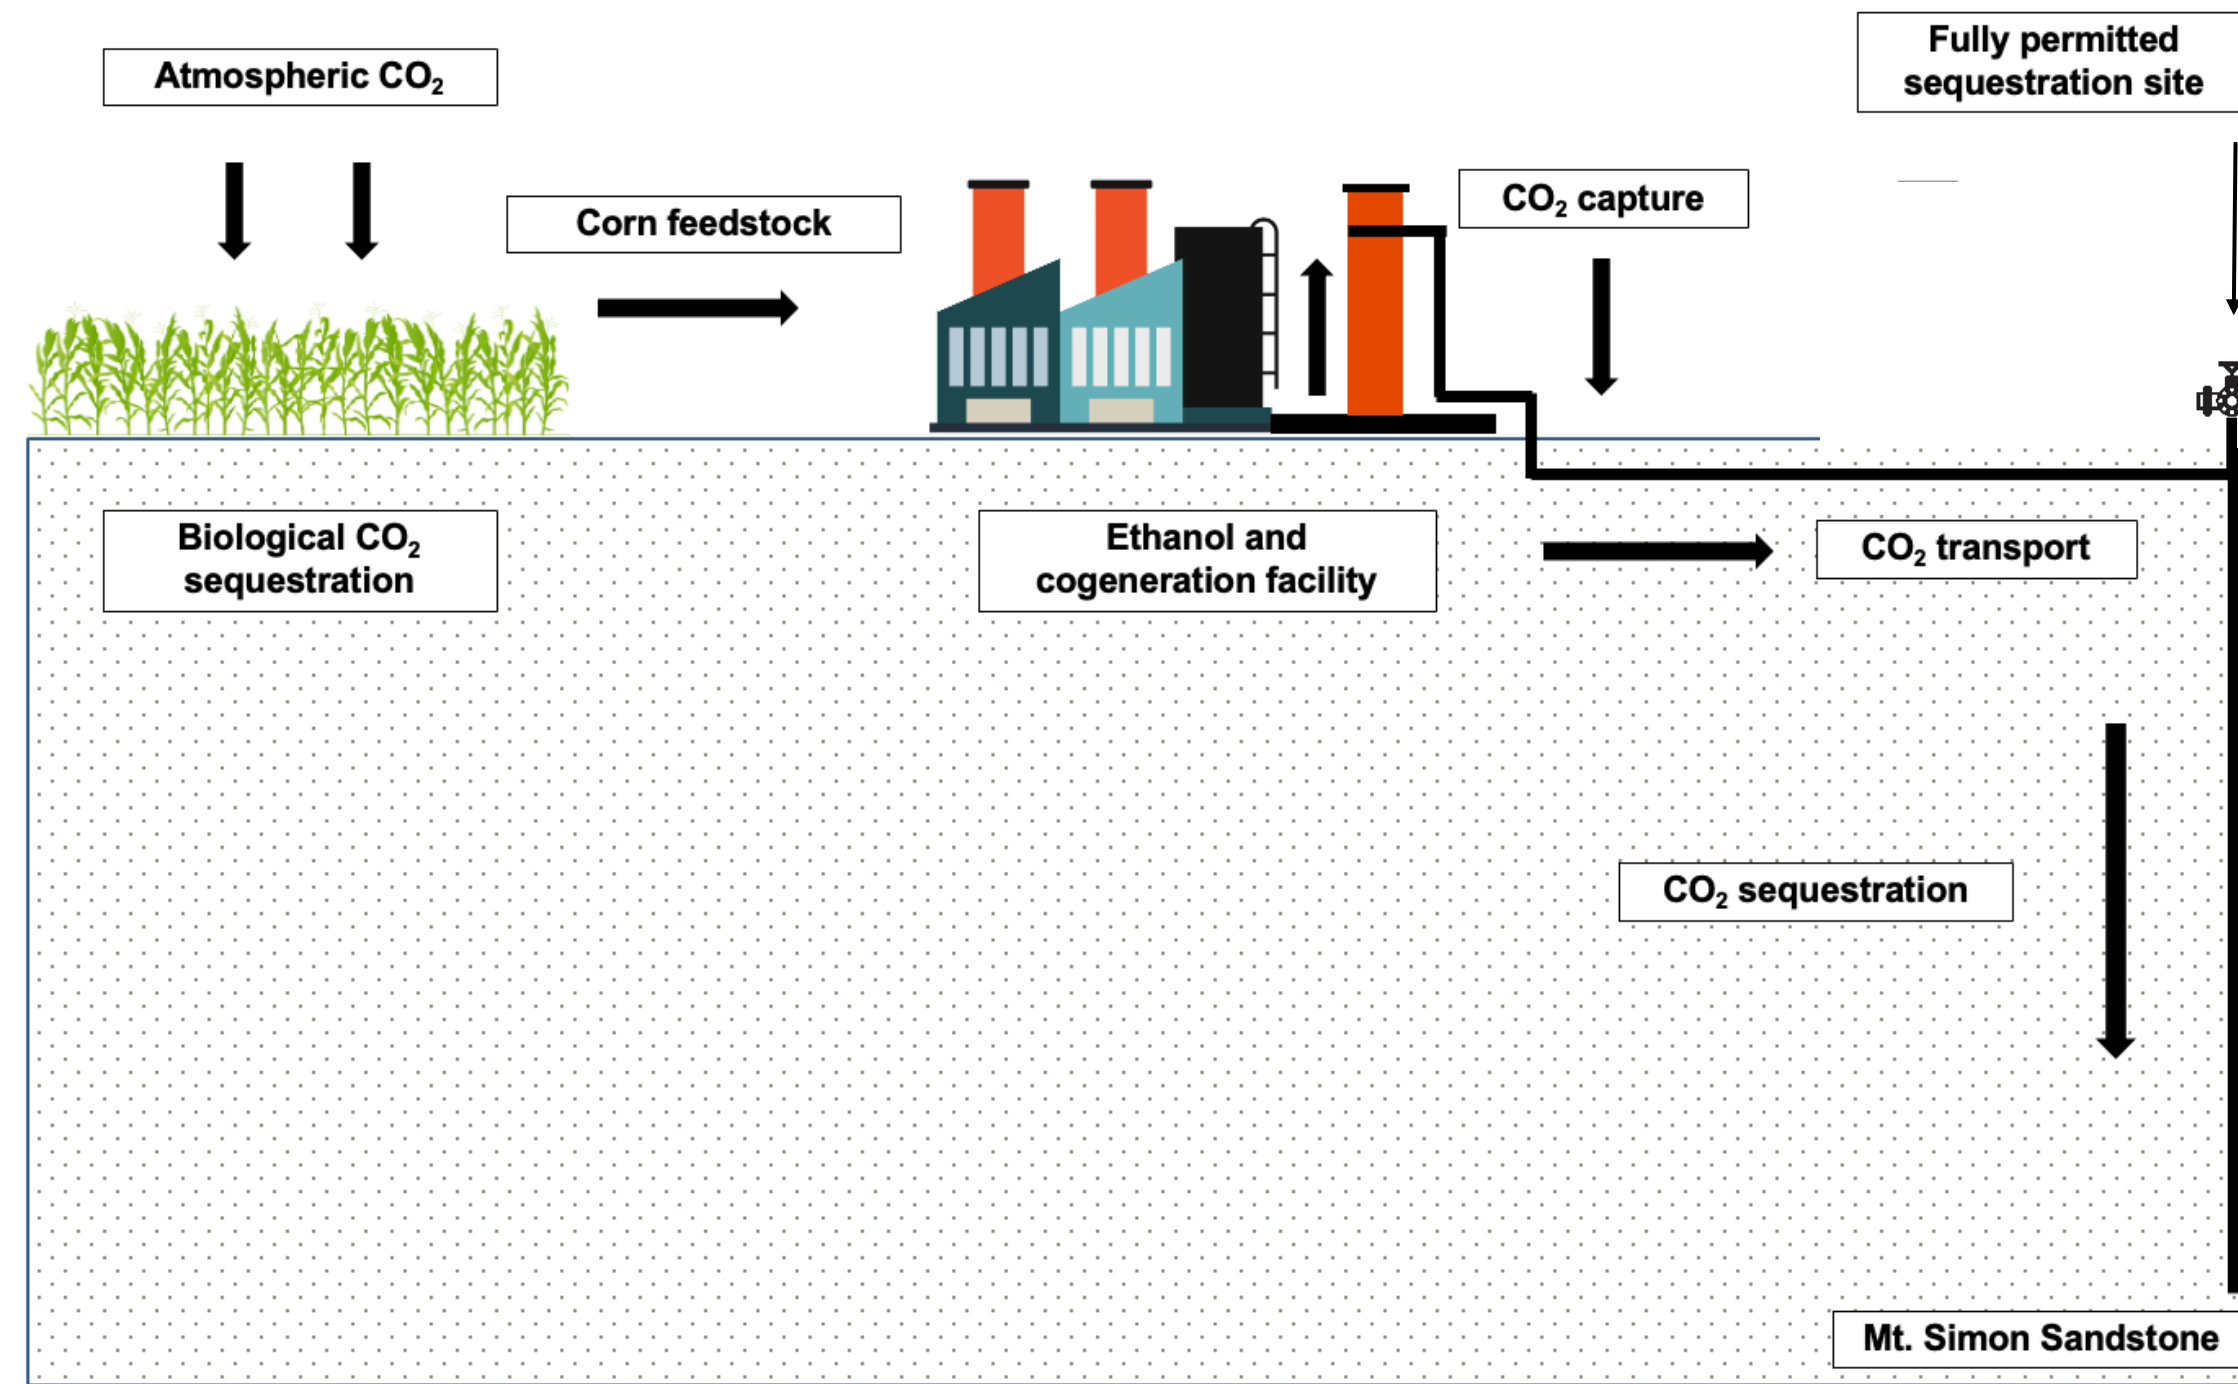 Atmospheric CO₂
Fully permitted
sequestration site
Corn feedstock
CO₂ capture
Biological CO₂
sequestration
Ethanol and
cogeneration facility
CO₂ transport
CO₂ sequestration
Mt. Simon Sandstone